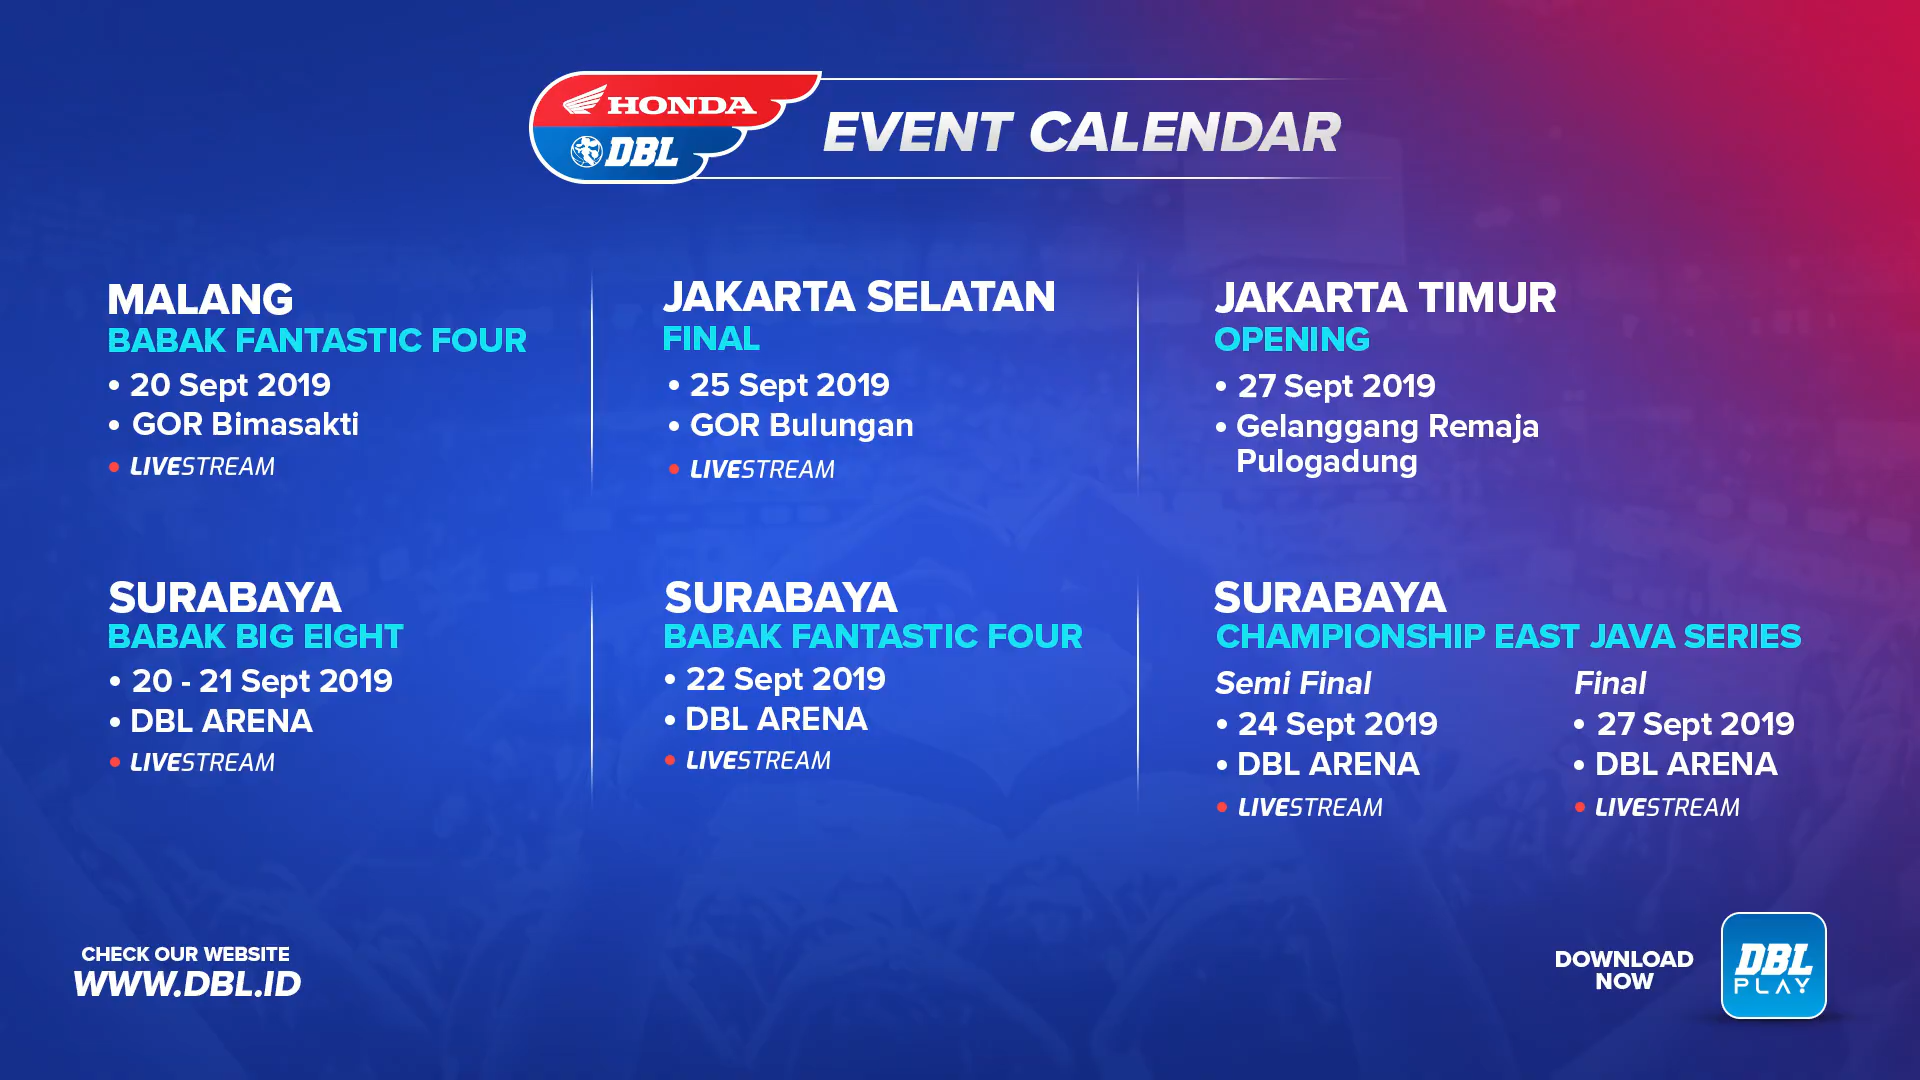 HONDA
DBL
EVENT CALENDAR
MALANG
BABAK FANTASTIC FOUR
• 20 Sept 2019
• GOR Bimasakti
• LIVESTREAM
JAKARTA SELATAN
FINAL
• 25 Sept 2019
• GOR Bulungan
• LIVESTREAM
JAKARTA TIMUR
OPENING
• 27 Sept 2019
• Gelanggang Remaja
Pulogadung
SURABAYA
BABAK BIG EIGHT
• 20 - 21 Sept 2019
• DBL ARENA
• LIVESTREAM
SURABAYA
BABAK FANTASTIC FOUR
• 22 Sept 2019
• DBL ARENA
• LIVESTREAM
SURABAYA
CHAMPIONSHIP EAST JAVA SERIES
Semi Final
• 24 Sept 2019
• DBL ARENA
• LIVESTREAM
Final
• 27 Sept 2019
• DBL ARENA
• LIVESTREAM
CHECK OUR WEBSITE
WWW.DBL.ID
DOWNLOAD
NOW
DBL
PLAY